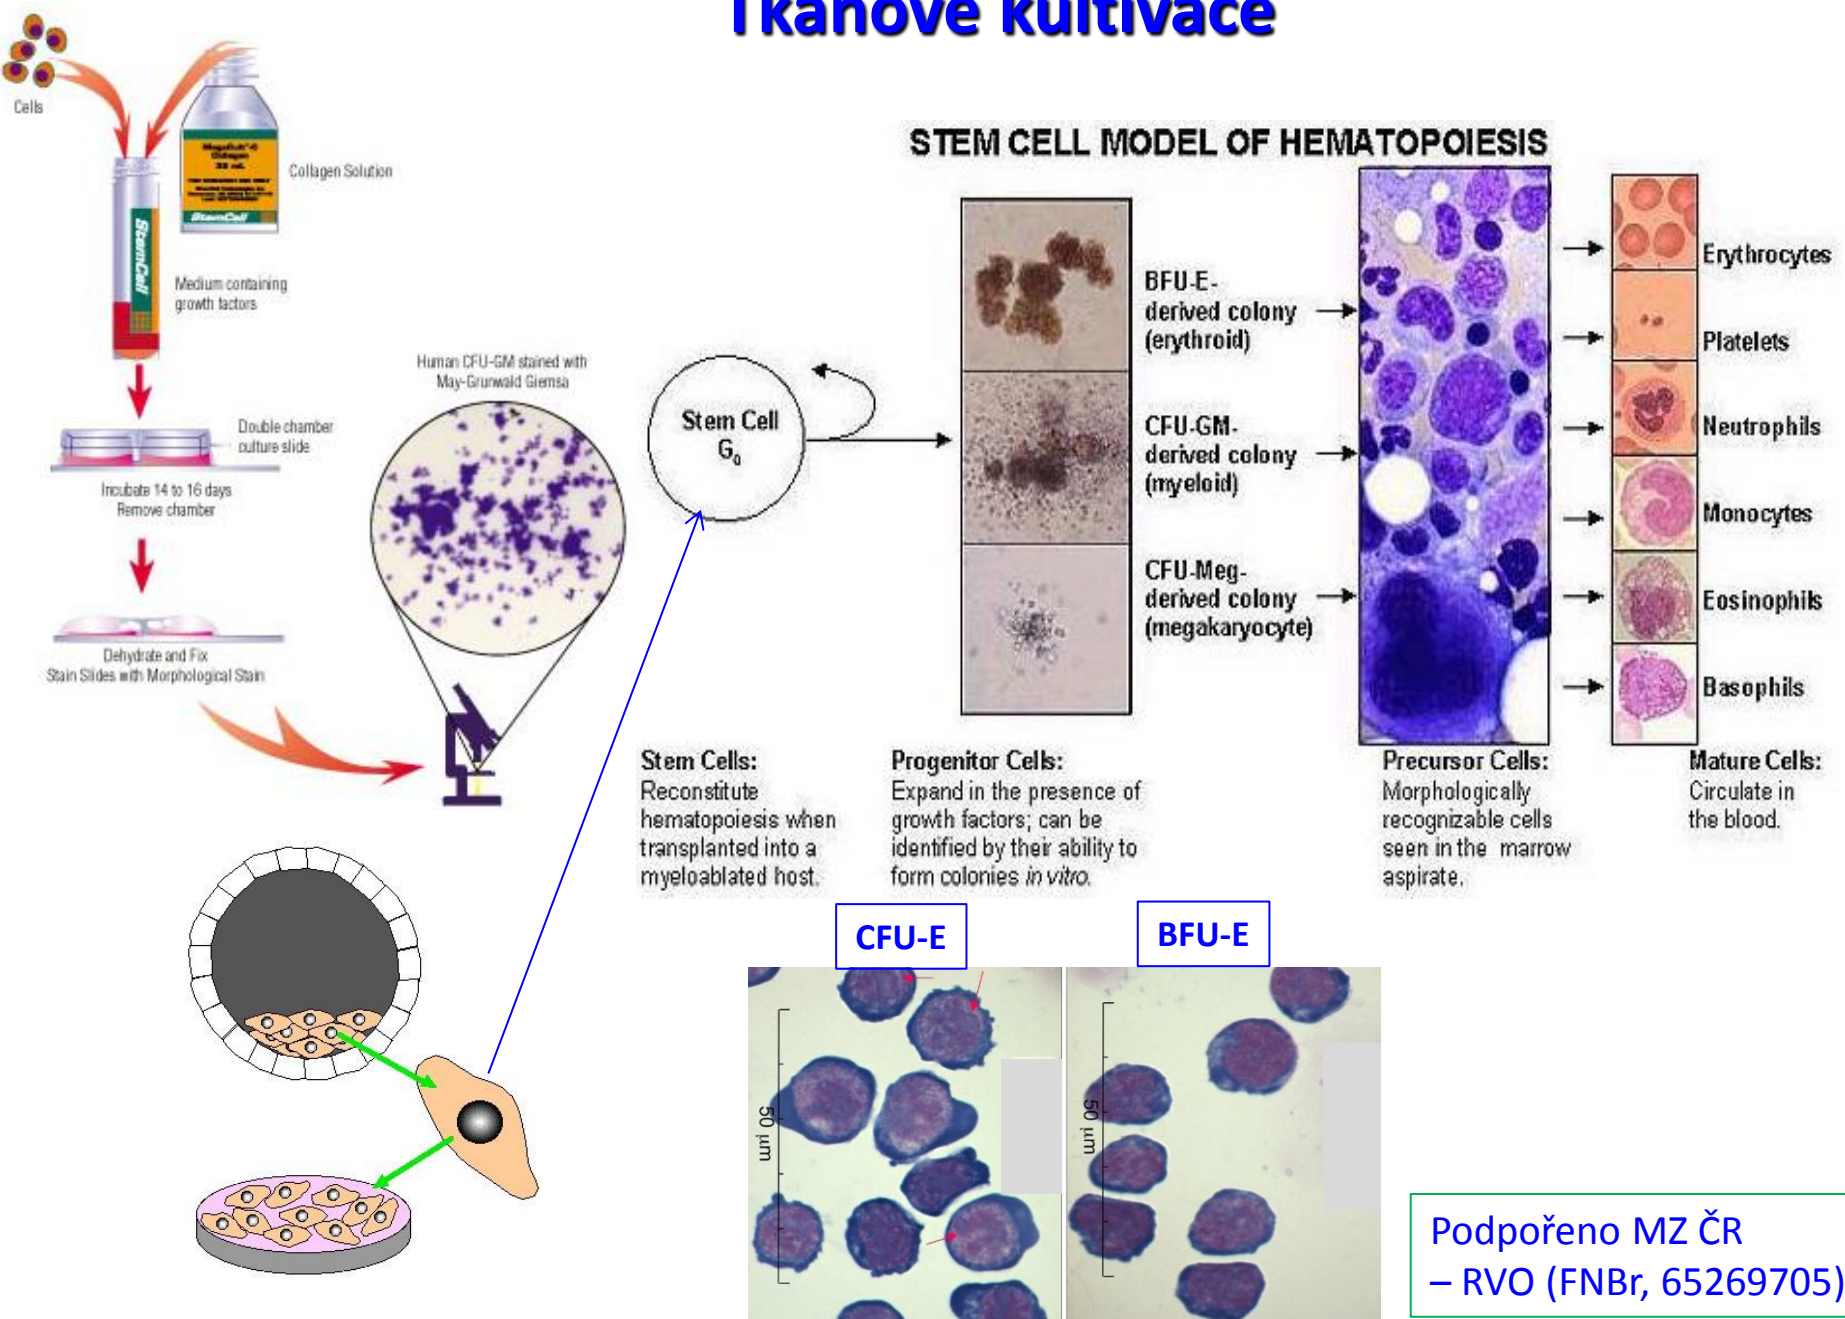 Tkáňové kultivace
Cells
Collagen Solution
StemCell
StemCell
Medium containing
growth factors
Double chamber
culture slide
Incubate 14 to 16 days
Remove chamber
Dehydrate and Fix
Stain Slides with Morphological Stain
Human CFU-GM stained with
May-Grunwald Giemsa
STEM CELL MODEL OF HEMATOPOIESIS
Stem Cell
G₀
BFU-E-
derived colony
(erythroid)
CFU-GM-
derived colony
(myeloid)
CFU-Meg-
derived colony
(megakaryocyte)
Erythrocytes
Platelets
Neutrophils
Monocytes
Eosinophils
Basophils
Stem Cells:
Reconstitute
hematopoiesis when
transplanted into a
myeloablated host.
Progenitor Cells:
Expand in the presence of
growth factors; can be
identified by their ability to
form colonies in vitro.
Precursor Cells:
Morphologically
recognizable cells
seen in the marrow
aspirate.
Mature Cells:
Circulate in
the blood.
CFU-E
BFU-E
50 µm
50 µm
Podpořeno MZ ČR
– RVO (FNBr, 65269705)